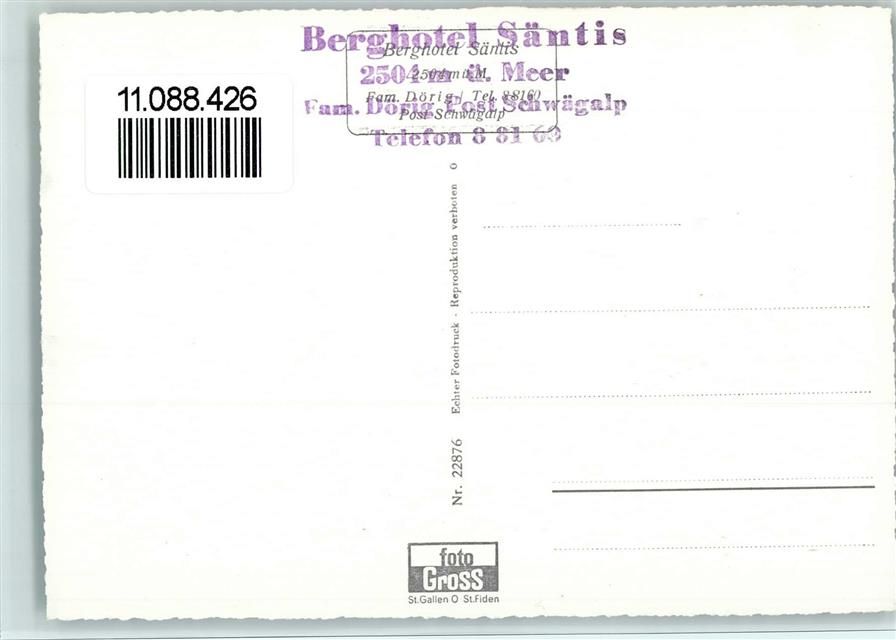 Berghotel Säntis
2504 m ü. Meer
Fam. Dörig, Post Schwägalp
Telefon 8 81 60
Berghotel Säntis
2504 m ü. M.
Fam. Dörig / Tel. 88160
Post Schwägalp
11.088.426
Nr. 22876 Echter Fotodruck - Reproduktion verboten o
foto
Gross
St.Gallen O St.Fiden